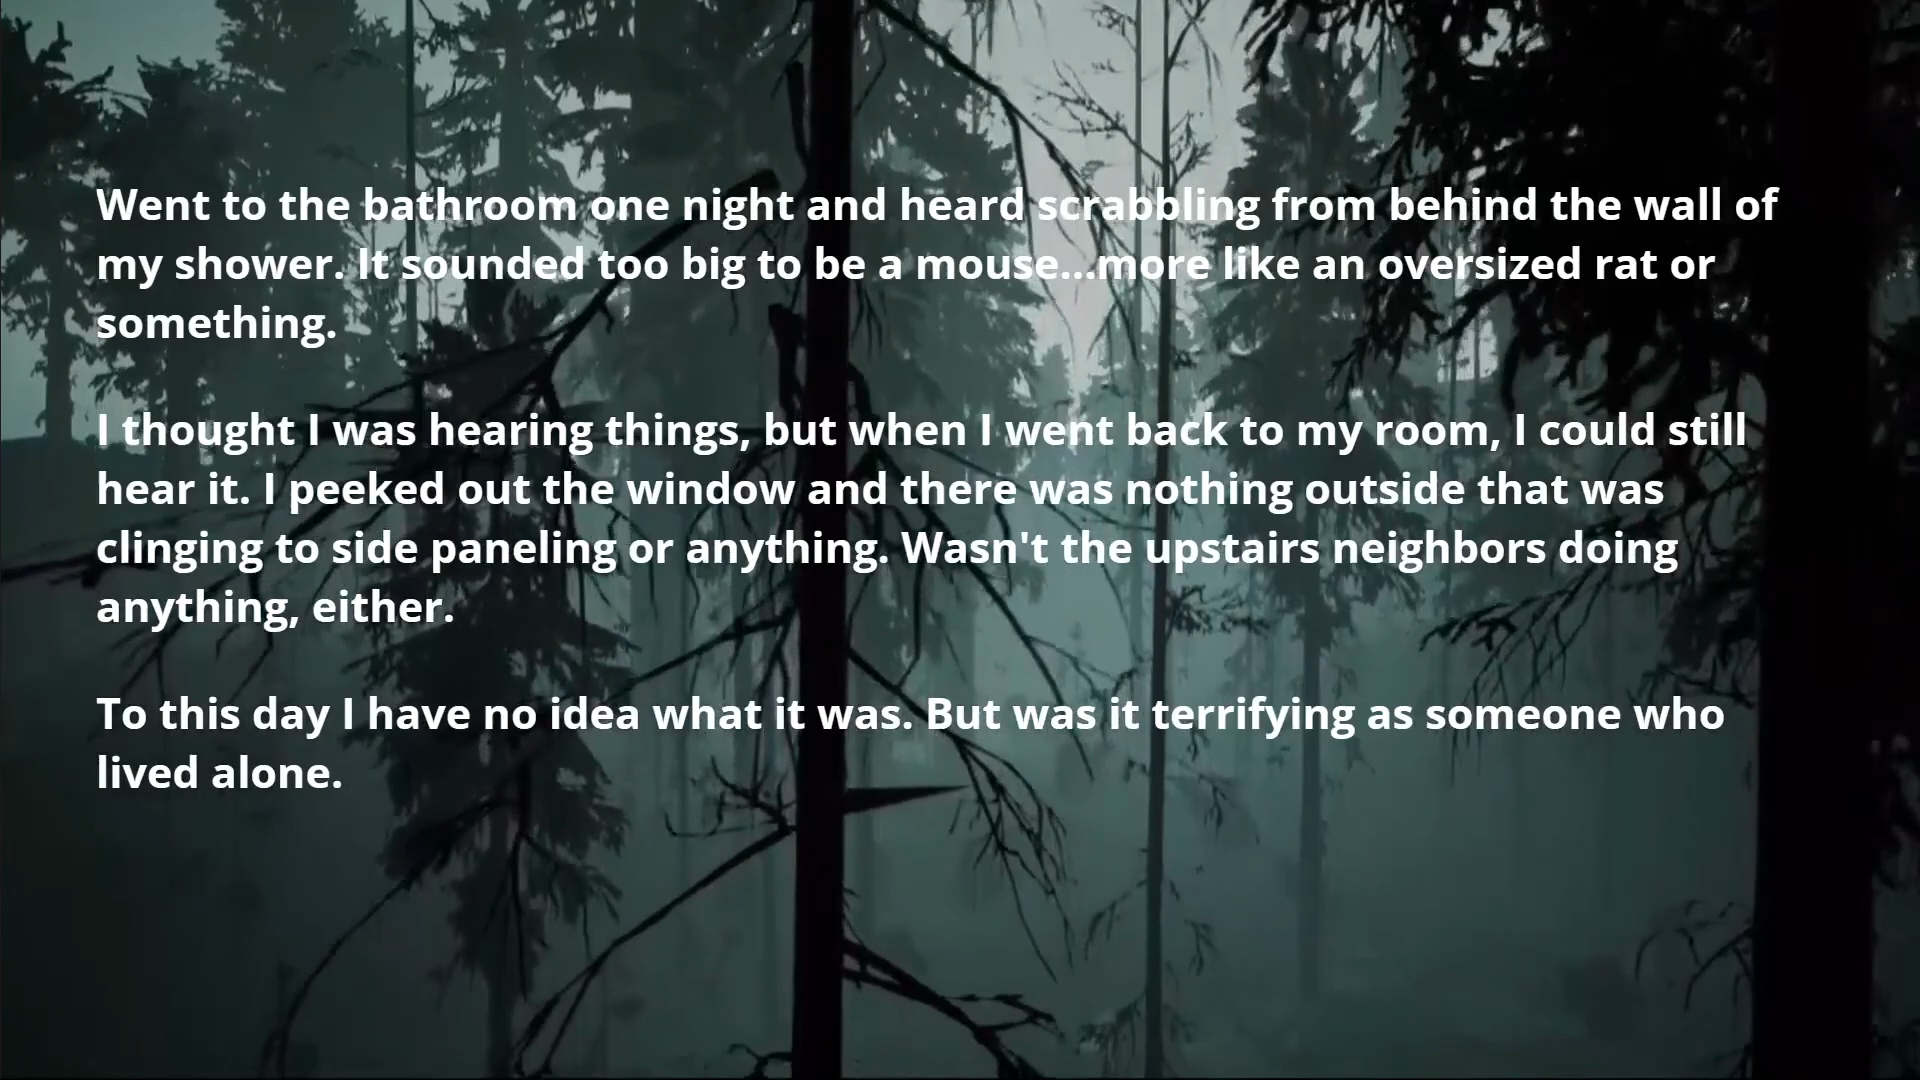 Went to the bathroom one night and heard scrabbling from behind the wall of
my shower. It sounded too big to be a mouse...more like an oversized rat or
something.
I thought I was hearing things, but when I went back to my room, I could still
hear it. I peeked out the window and there was nothing outside that was
clinging to side paneling or anything. Wasn't the upstairs neighbors doing
anything, either.
To this day I have no idea what it was. But was it terrifying as someone who
lived alone.